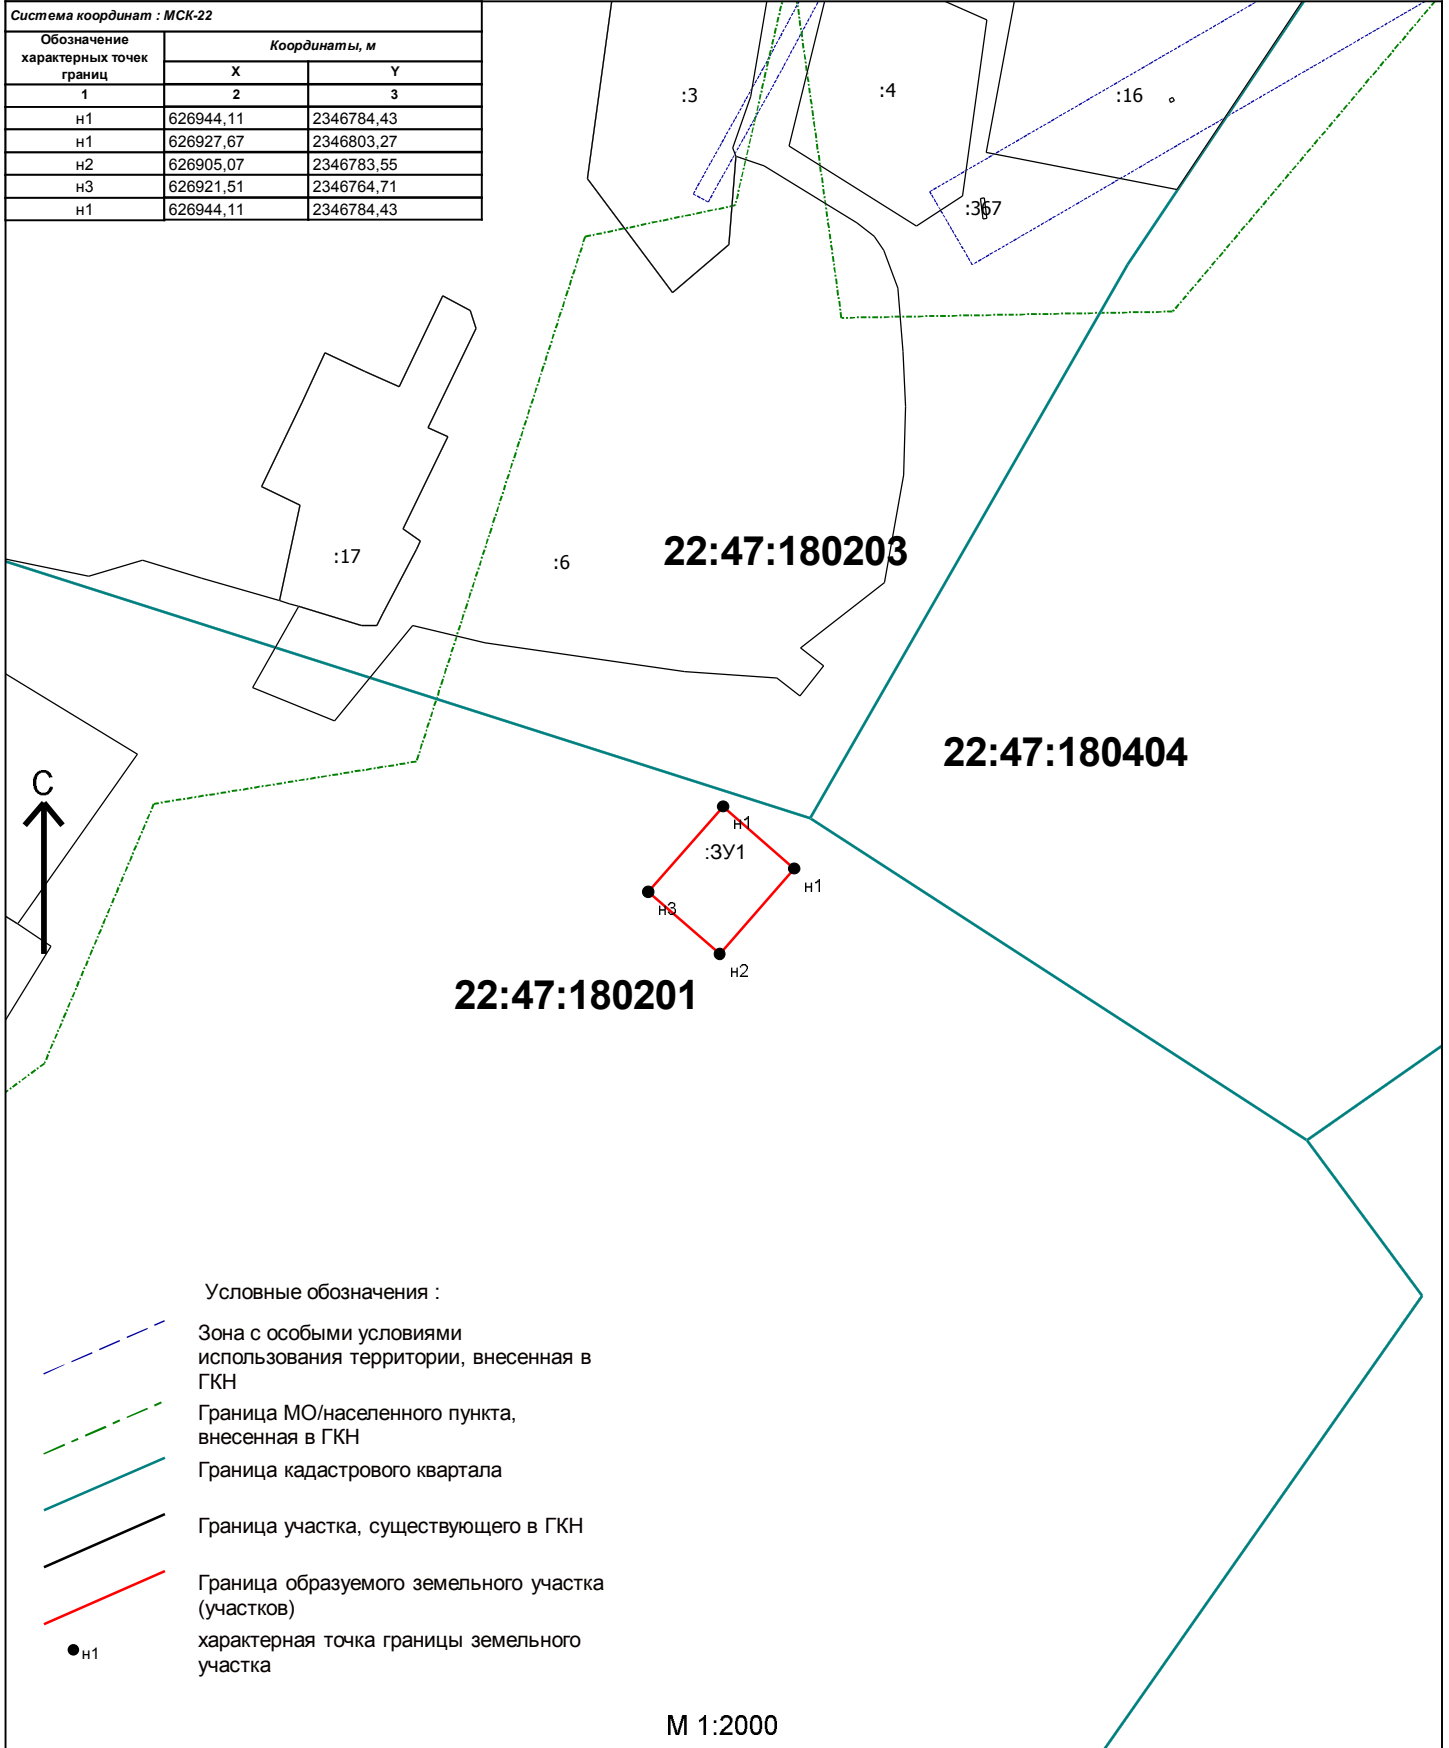 Система координат : МСК-22
Обозначение
характерных точек
границ
Координаты, м
X
Y
1
2
3
н1
626944,11
2346784,43
н1
626927,67
2346803,27
н2
626905,07
2346783,55
н3
626921,51
2346764,71
н1
626944,11
2346784,43
:3
:4
:16
:367
:17
:6
22:47:180203
22:47:180404
С
н1
:ЗУ1
н1
н3
н2
22:47:180201
Условные обозначения :
Зона с особыми условиями
использования территории, внесенная в
ГКН
Граница МО/населенного пункта,
внесенная в ГКН
Граница кадастрового квартала
Граница участка, существующего в ГКН
Граница образуемого земельного участка
(участков)
н1
характерная точка границы земельного
участка
М 1:2000